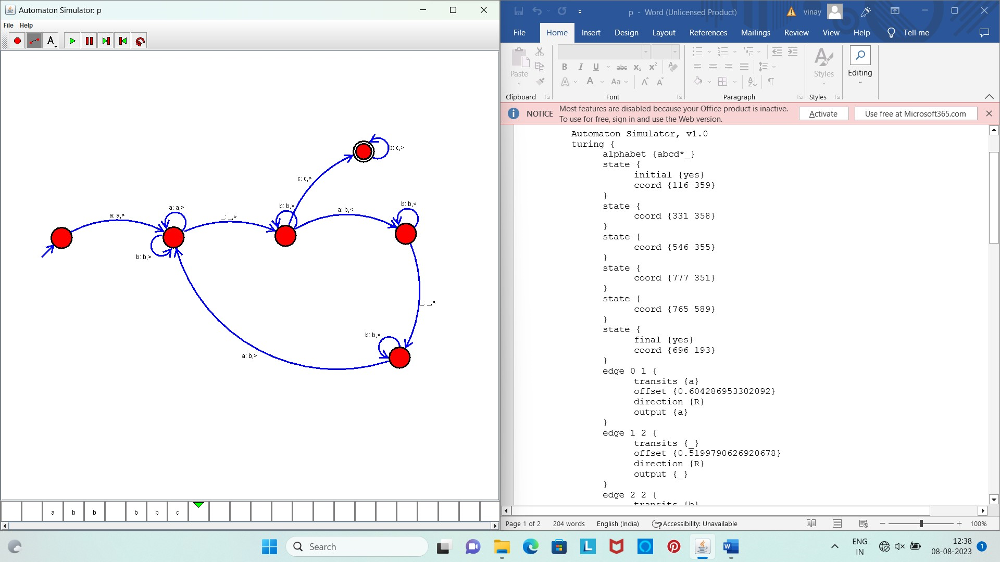 Automaton Simulator: p
File Help
A
a: a,>
a: a,>
b: b,>
_: _,>
b: b,>
c: c,>
b: c,>
a: b,<
b: b,<
_: _,<
b: b,<
a: b,>
a b b b b c
p - Word (Unlicensed Product)
vinay
File Home Insert Design Layout References Mailings Review View Help Tell me
Paste
B I U abc x₂ x²
A A Aa A A
Styles
Editing
Clipboard Font Paragraph Styles
NOTICE Most features are disabled because your Office product is inactive.
To use for free, sign in and use the Web version.
Activate Use free at Microsoft365.com
Automaton Simulator, v1.0
turing {
alphabet {abcd*_}
state {
initial {yes}
coord {116 359}
}
state {
coord {331 358}
}
state {
coord {546 355}
}
state {
coord {777 351}
}
state {
coord {765 589}
}
state {
final {yes}
coord {696 193}
}
edge 0 1 {
transits {a}
offset {0.604286953302092}
direction {R}
output {a}
}
edge 1 2 {
transits {_}
offset {0.5199790626920678}
direction {R}
output {_}
}
edge 2 2 {
transits {b}
Page 1 of 2 204 words English (India) Accessibility: Unavailable 100%
Search
ENG
IN
12:38
08-08-2023
1